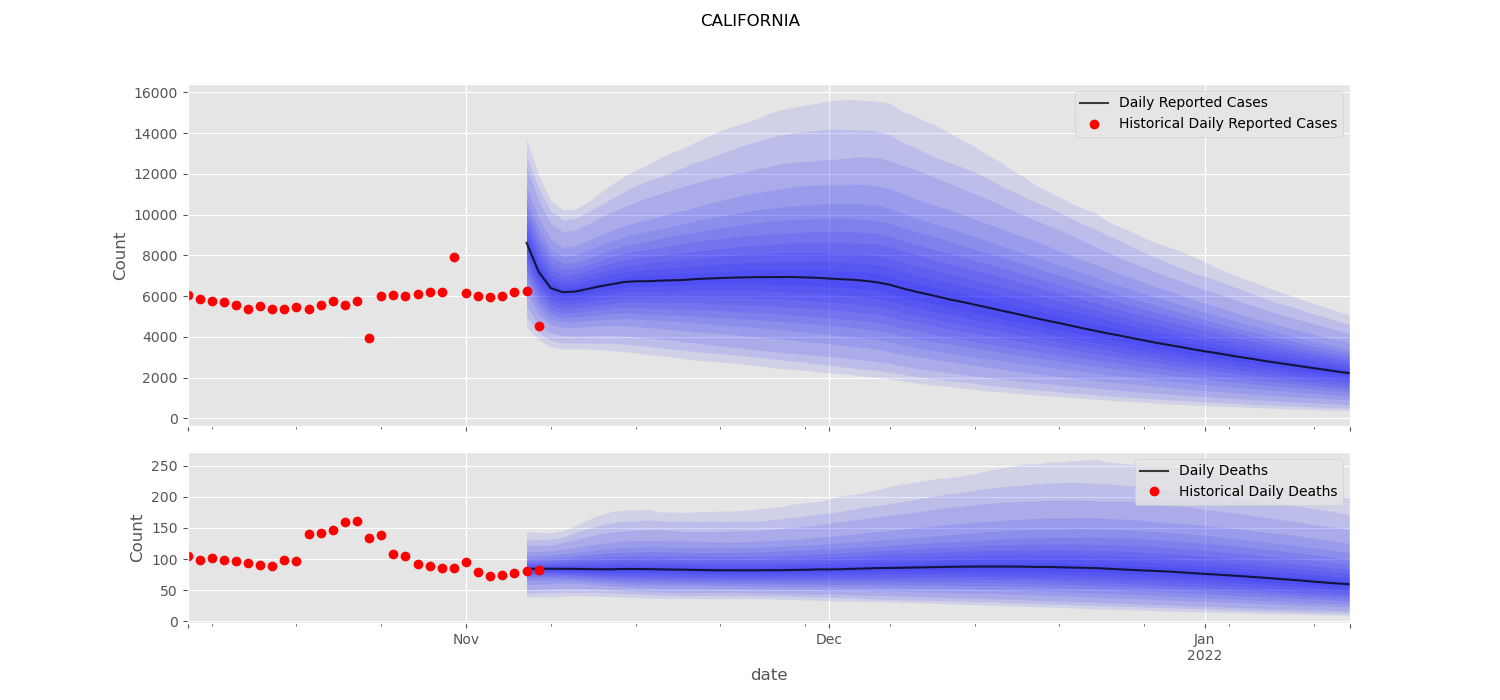 CALIFORNIA
16000
14000
12000
10000
8000
6000
4000
2000
0
Count
Daily Reported Cases
Historical Daily Reported Cases
250
200
150
100
50
0
Count
Daily Deaths
Historical Daily Deaths
Nov
Dec
Jan
2022
date